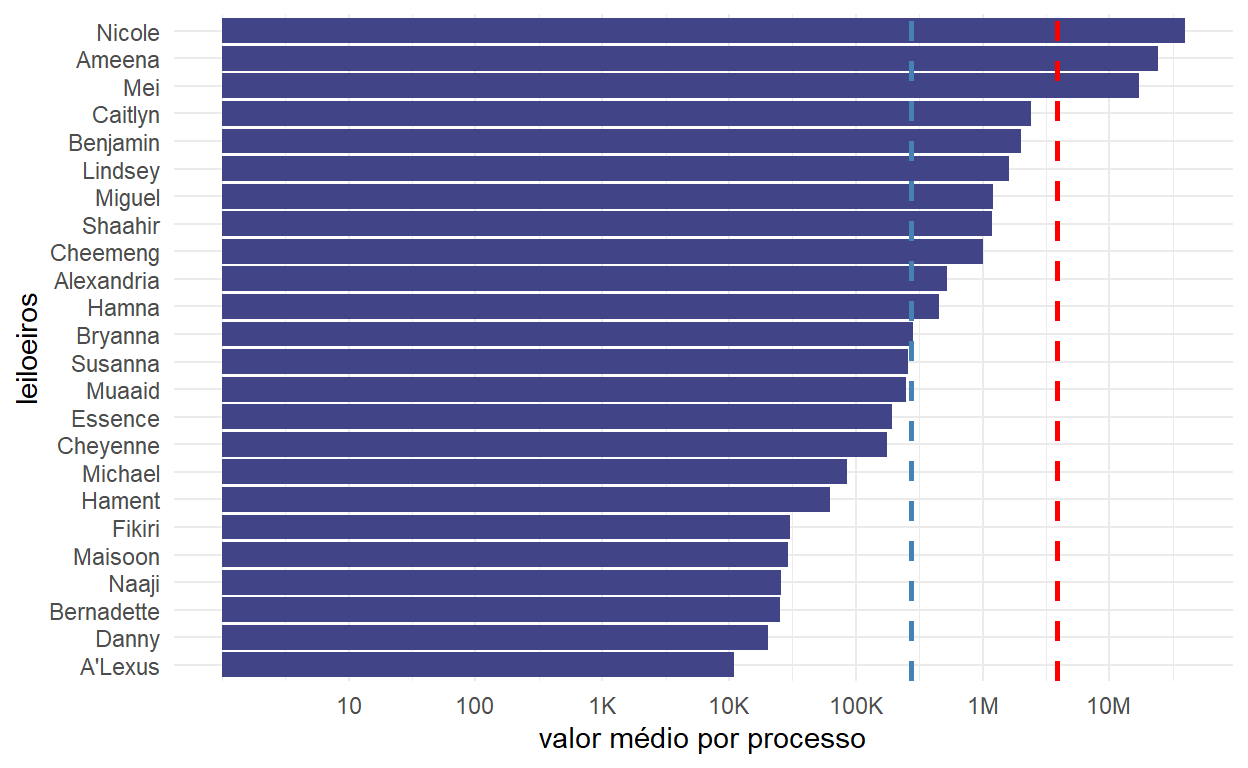 Nicole
Ameena
Mei
Caitlyn
Benjamin
Lindsey
Miguel
Shaahir
Cheemeng
Alexandria
Hamna
Bryanna
Susanna
Muaaid
Essence
Cheyenne
Michael
Hament
Fikiri
Maisoon
Naaji
Bernadette
Danny
A'Lexus
leiloeiros
10 100 1K 10K 100K 1M 10M
valor médio por processo